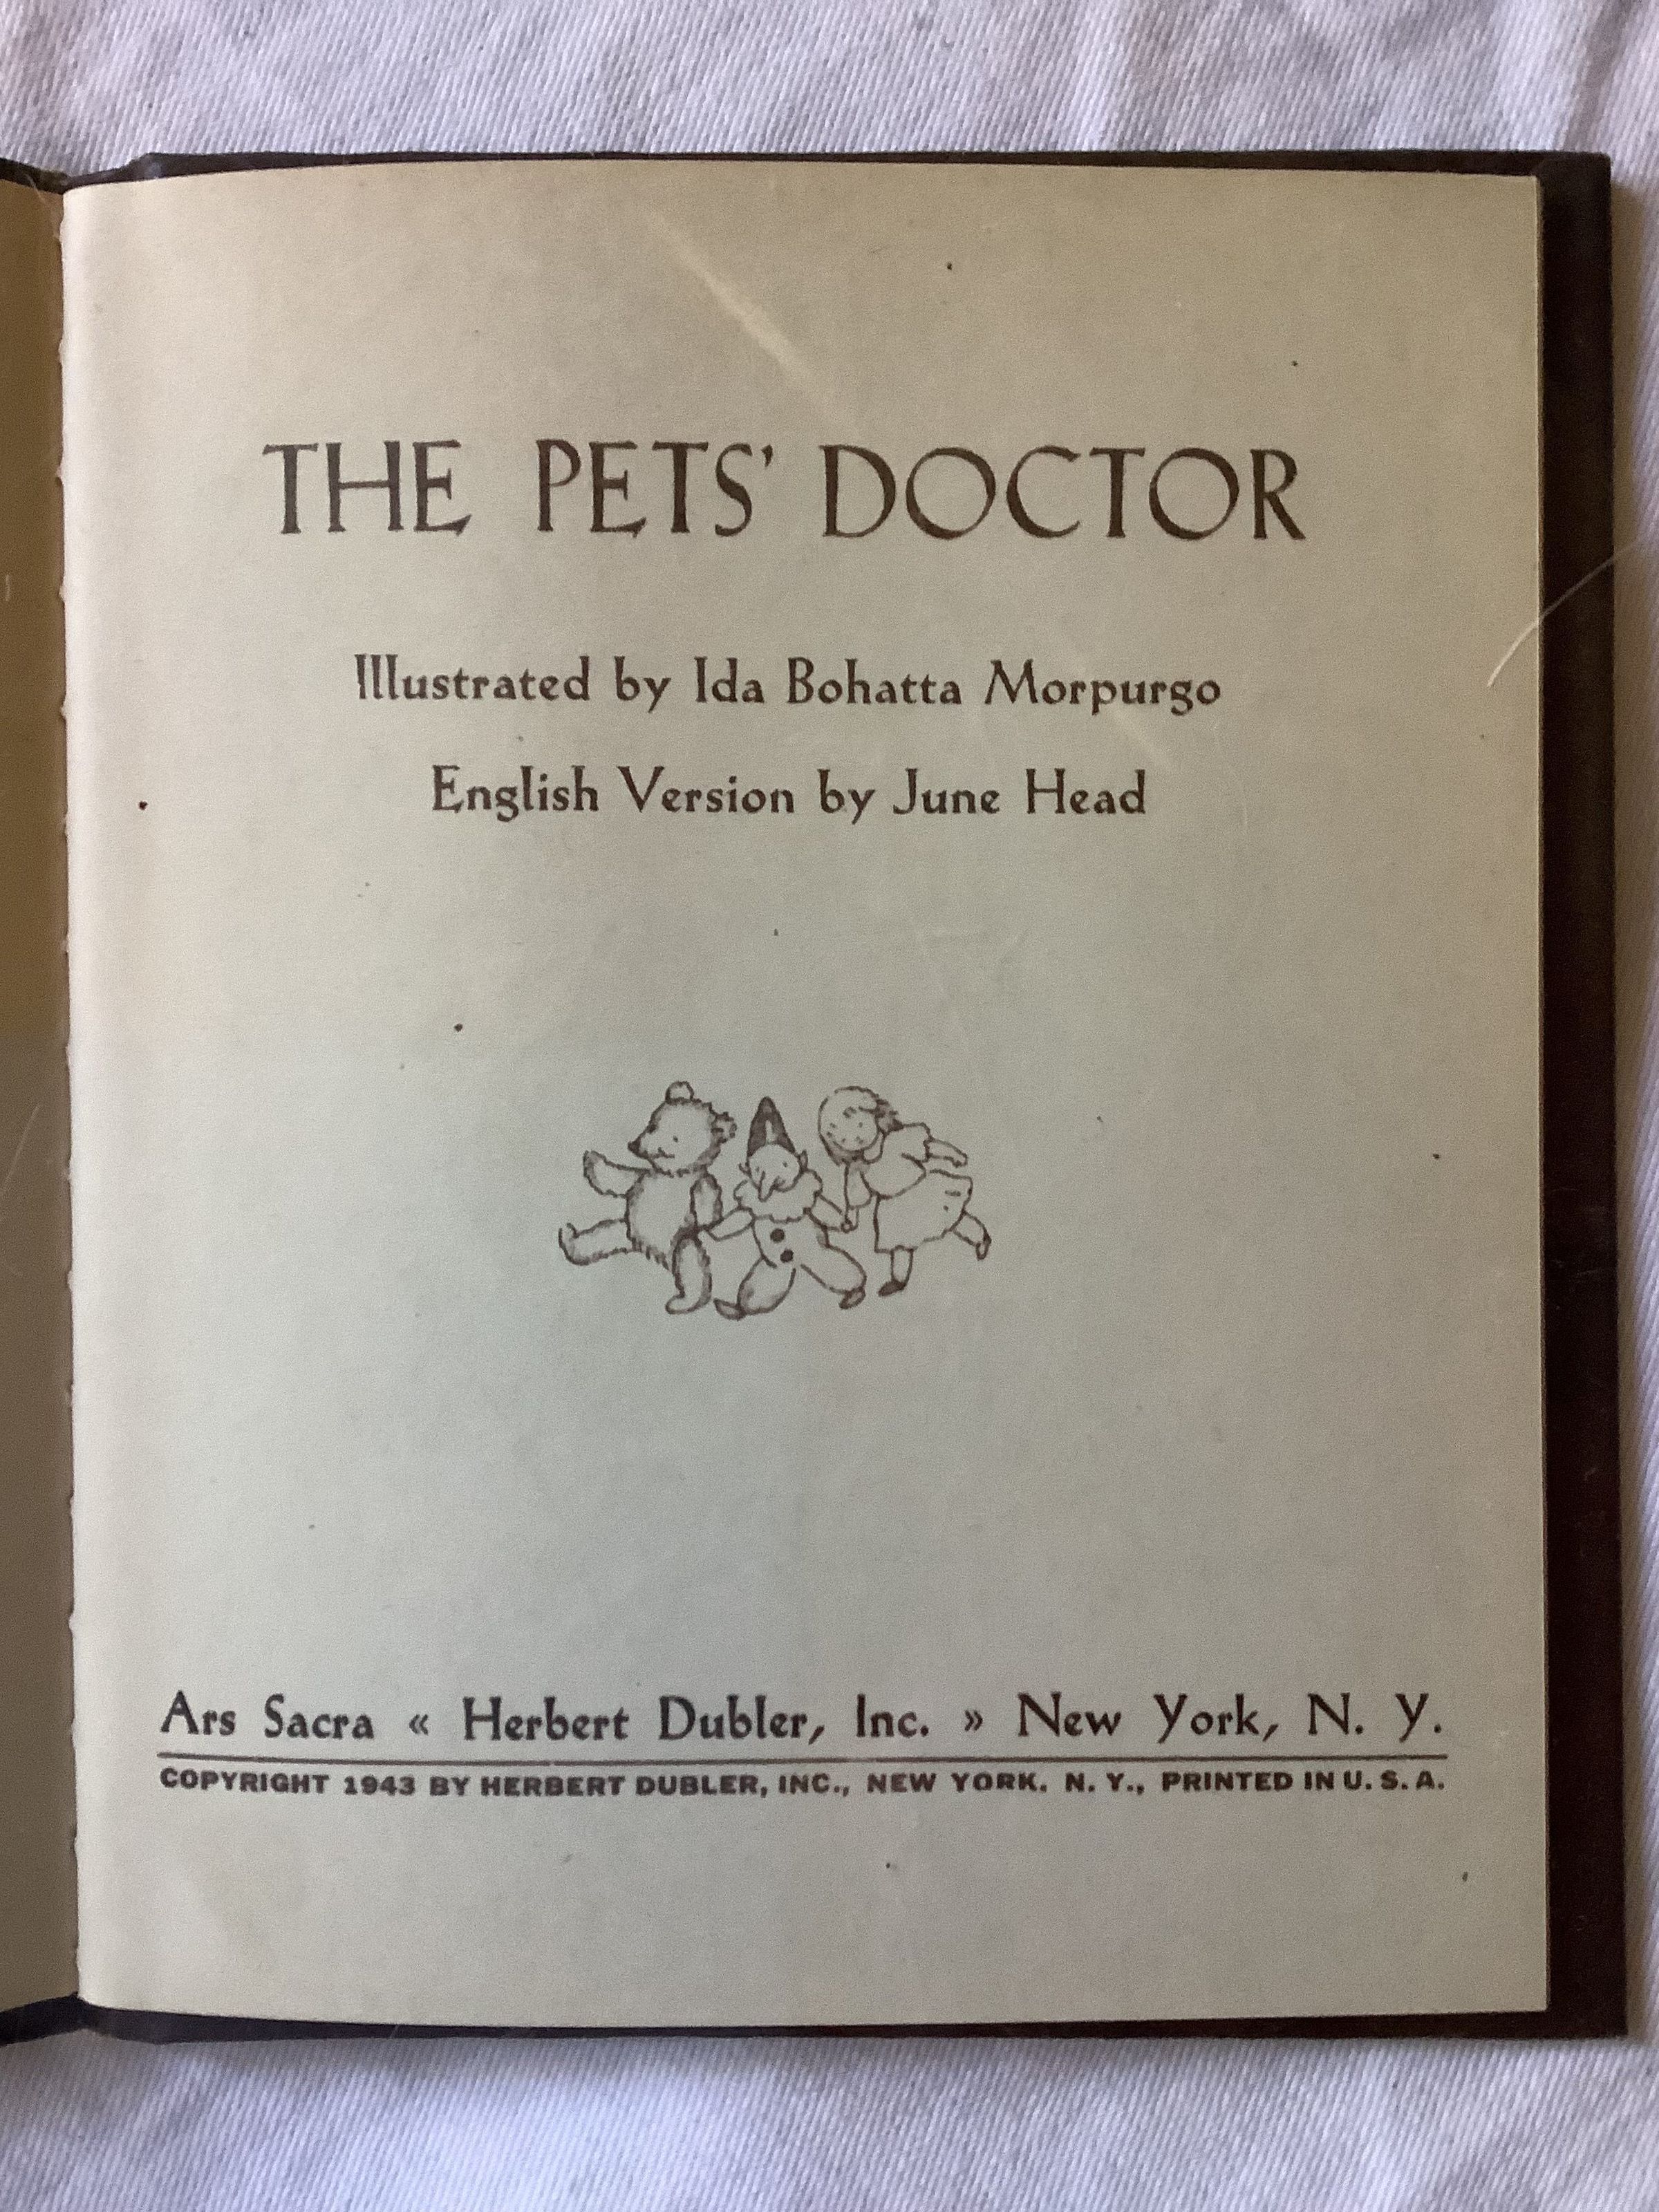 THE PETS' DOCTOR
Illustrated by Ida Bohatta Morpurgo
English Version by June Head
Ars Sacra « Herbert Dubler, Inc. » New York, N. Y.
COPYRIGHT 1943 BY HERBERT DUBLER, INC., NEW YORK. N. Y., PRINTED IN U. S. A.